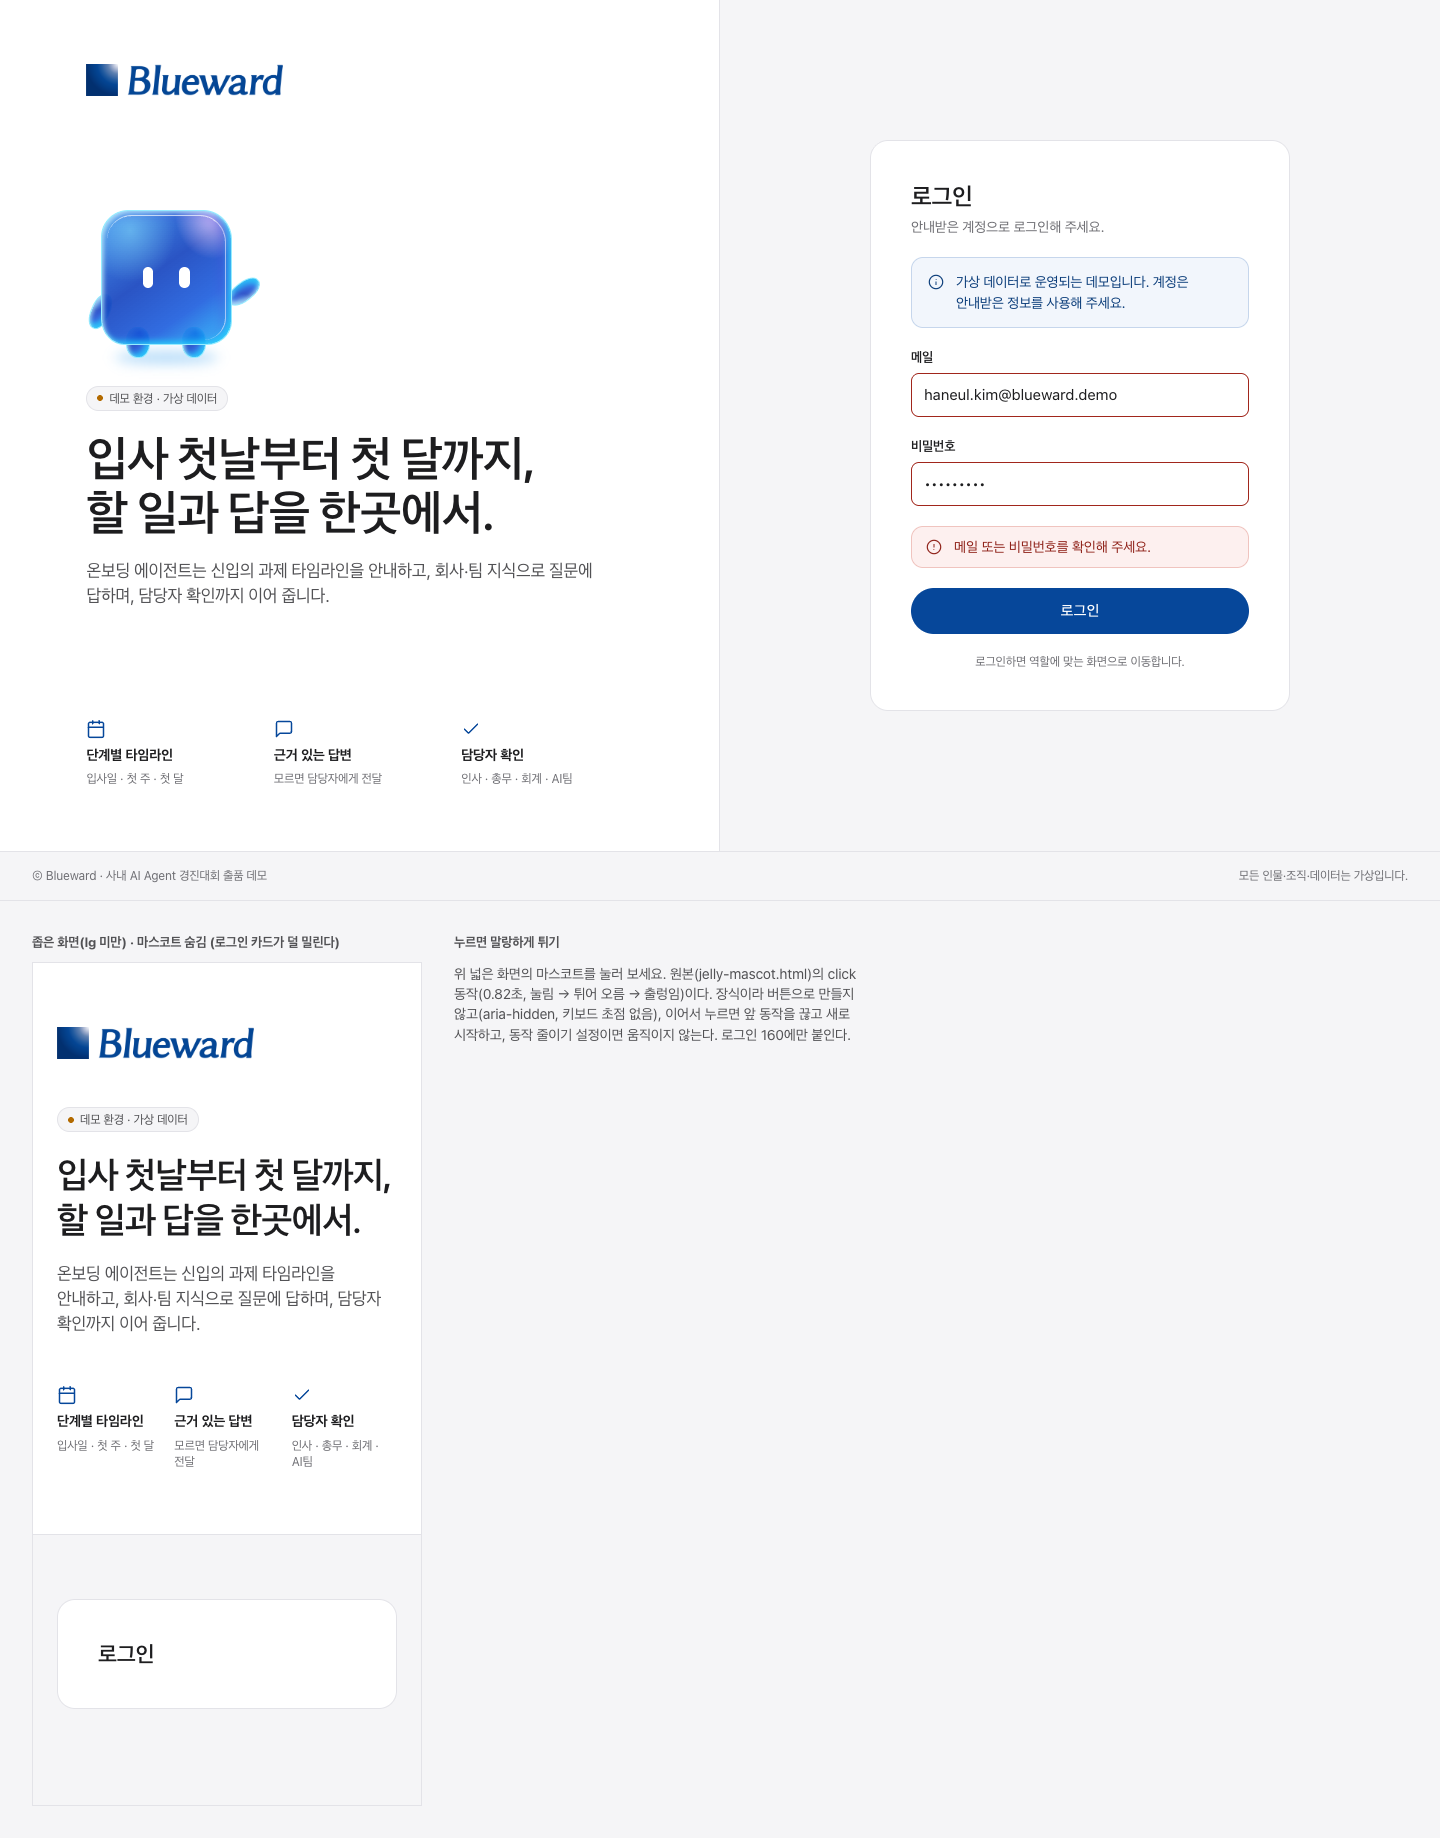 Blueward
데모 환경 · 가상 데이터
입사 첫날부터 첫 달까지,
할 일과 답을 한곳에서.
온보딩 에이전트는 신입의 과제 타임라인을 안내하고, 회사·팀 지식으로 질문에
답하며, 담당자 확인까지 이어 줍니다.
단계별 타임라인
입사일 · 첫 주 · 첫 달
근거 있는 답변
모르면 담당자에게 전달
담당자 확인
인사 · 총무 · 회계 · AI팀
로그인
안내받은 계정으로 로그인해 주세요.
가상 데이터로 운영되는 데모입니다. 계정은
안내받은 정보를 사용해 주세요.
메일
haneul.kim@blueward.demo
비밀번호
•••••••••
메일 또는 비밀번호를 확인해 주세요.
로그인
로그인하면 역할에 맞는 화면으로 이동합니다.
© Blueward · 사내 AI Agent 경진대회 출품 데모
모든 인물·조직·데이터는 가상입니다.
좁은 화면(lg 미만) · 마스코트 숨김 (로그인 카드가 덜 밀린다)
Blueward
데모 환경 · 가상 데이터
입사 첫날부터 첫 달까지,
할 일과 답을 한곳에서.
온보딩 에이전트는 신입의 과제 타임라인을
안내하고, 회사·팀 지식으로 질문에 답하며, 담당자
확인까지 이어 줍니다.
단계별 타임라인
입사일 · 첫 주 · 첫 달
근거 있는 답변
모르면 담당자에게
전달
담당자 확인
인사 · 총무 · 회계 ·
AI팀
로그인
누르면 말랑하게 튀기
위 넓은 화면의 마스코트를 눌러 보세요. 원본(jelly-mascot.html)의 click
동작(0.82초, 눌림 → 튀어 오름 → 출렁임)이다. 장식이라 버튼으로 만들지
않고(aria-hidden, 키보드 초점 없음), 이어서 누르면 앞 동작을 끊고 새로
시작하고, 동작 줄이기 설정이면 움직이지 않는다. 로그인 160에만 붙인다.